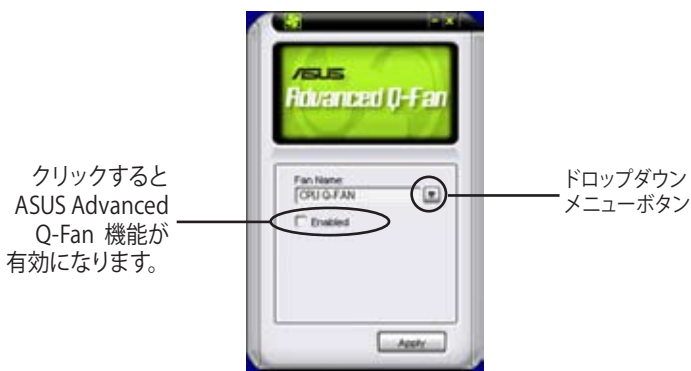 ASUS
Advanced Q-Fan
クリックすると
ASUS Advanced
Q-Fan 機能が
有効になります。
Fan Name:
CPU Q-FAN
Enabled
ドロップダウン
メニューボタン
Apply